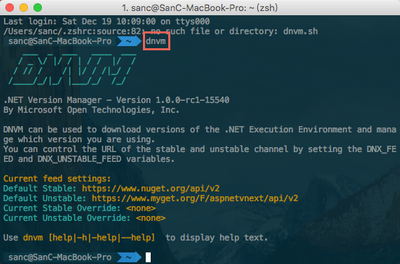 1. sanc@SanC-MacBook-Pro: ~ (zsh)
Last login: Sat Dec 19 10:09:00 on ttys000
/Users/sanc/.zshrc:source:82: no such file or directory: dnvm.sh
sanc@SanC-MacBook-Pro ~ dnvm
.NET Version Manager - Version 1.0.0-rc1-15540
By Microsoft Open Technologies, Inc.
DNVM can be used to download versions of the .NET Execution Environment and mana
ge which version you are using.
You can control the URL of the stable and unstable channel by setting the DNX_FE
ED and DNX_UNSTABLE_FEED variables.
Current feed settings:
Default Stable: https://www.nuget.org/api/v2
Default Unstable: https://www.myget.org/F/aspnetvnext/api/v2
Current Stable Override: <none>
Current Unstable Override: <none>
Use dnvm [help|-h|-help|--help] to display help text.
sanc@SanC-MacBook-Pro ~